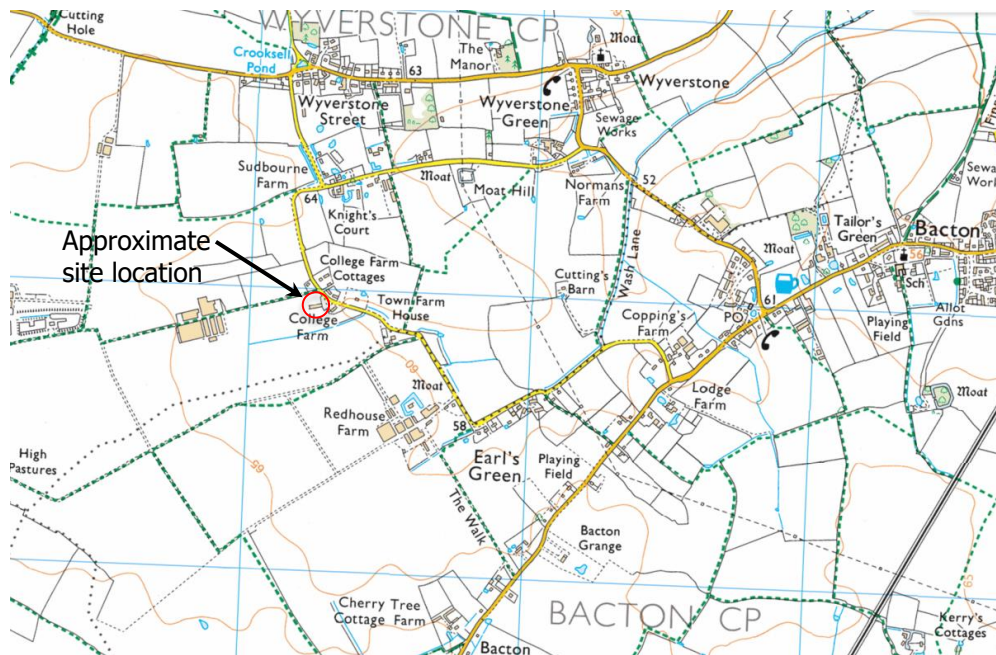 Cutting
Hole
WYVERSTONE CP
The
Manor
Moat
Crooksell
Pond
63
Wyverstone
Wyverstone
Street
Wyverstone
Green
Sewage
Works
Sudbourne
Farm
Moat
Moat Hill
Normans
Farm
52
64
Knight's
Court
Wash Lane
Tailor's
Green
Bacton
Moat
56
Approximate
site location
College Farm
Cottages
Cutting's
Barn
Sch
Town Farm
House
College
Farm
Copping's
Farm
PO
61
Playing
Field
Allot
Gdns
60
Moat
Redhouse
Farm
58
Lodge
Farm
Moat
High
Pastures
65
Earl's
Green
Playing
Field
The Walk
Bacton
Grange
65
Cherry Tree
Cottage Farm
BACTON CP
Kerry's
Cottages
Bacton